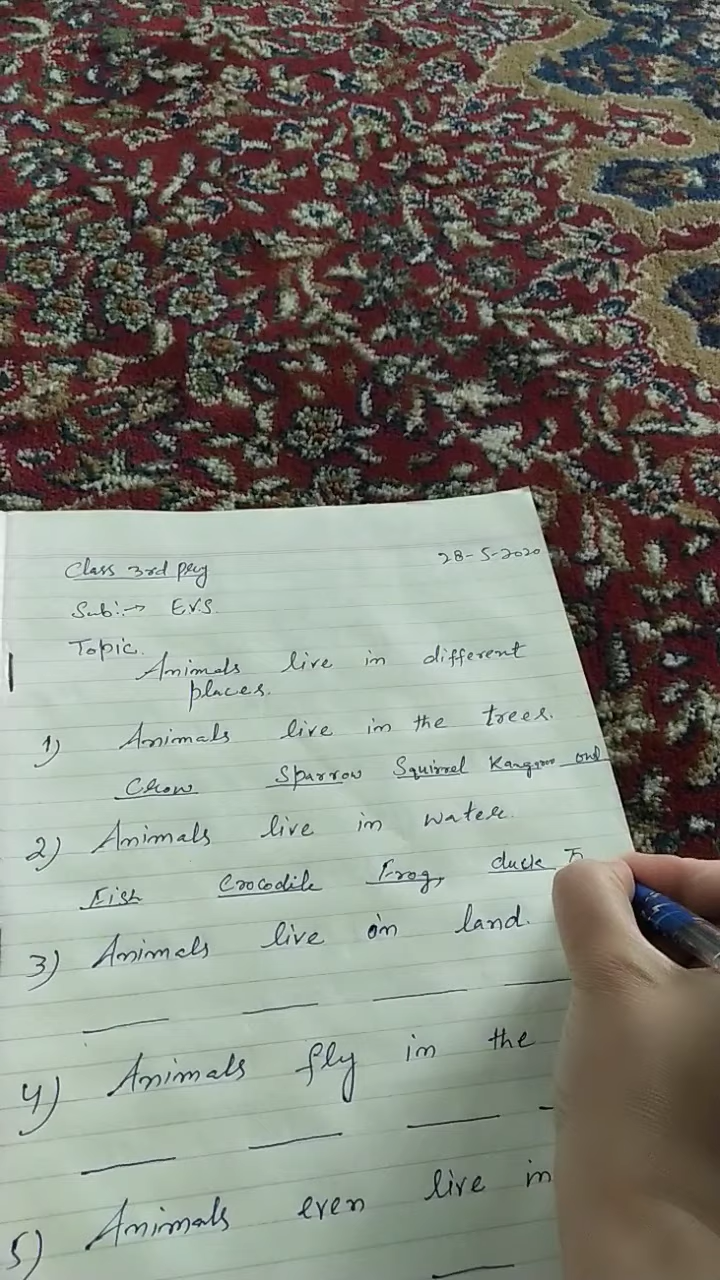 Class 3rd
28-5-2020
Sub:→ E.V.S.
Topic.
Animals live in different
places.
1) Animals live in the trees.
Crow Sparrow Squirrel Kangroo and
2) Animals live in water.
Fish Crocodile Frog, duck
3) Animals live on land.
4) Animals fly in the
5) Animals even live in